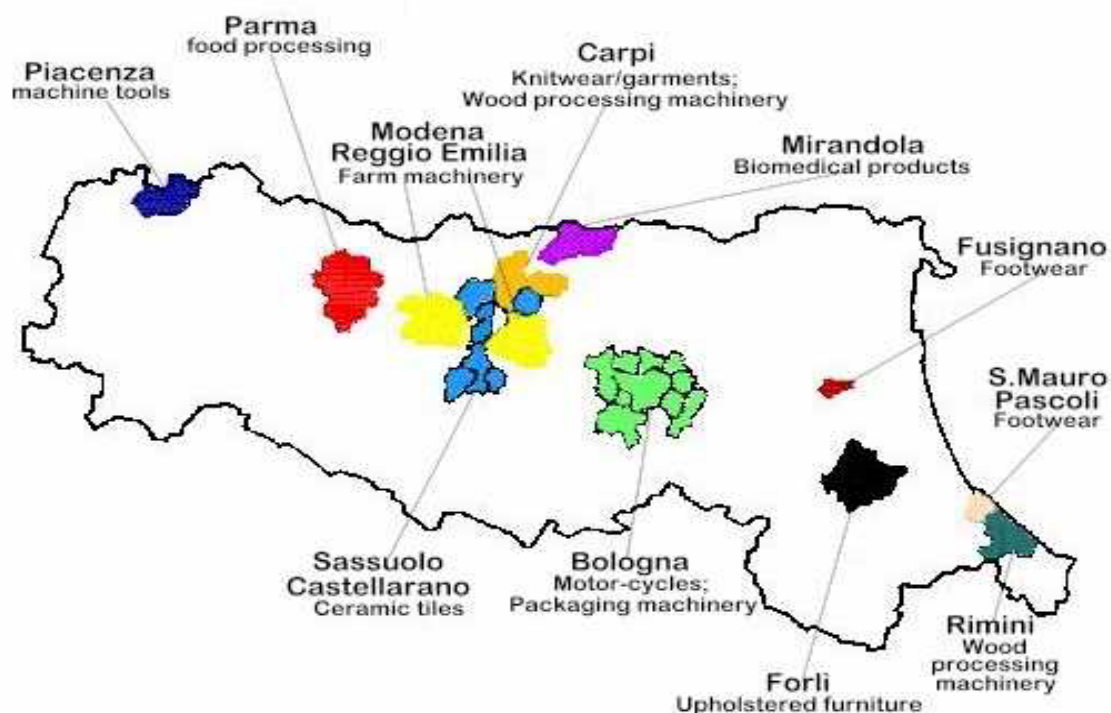 Parma
food processing
Piacenza
machine tools
Carpi
Knitwear/garments;
Wood processing machinery
Modena
Reggio Emilia
Farm machinery
Mirandola
Biomedical products
Fusignano
Footwear
S.Mauro
Pascoli
Footwear
Sassuolo
Castellarano
Ceramic tiles
Bologna
Motor-cycles;
Packaging machinery
Forlì
Upholstered furniture
Rimini
Wood
processing
machinery